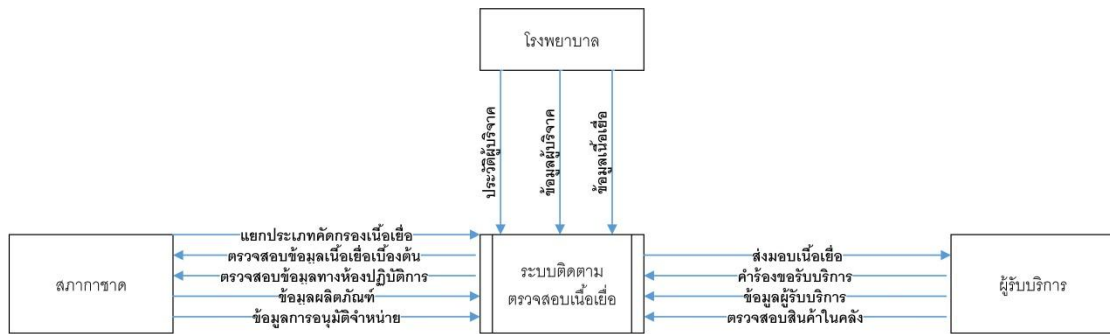 โรงพยาบาล
ประวัติผู้บริจาค
ข้อมูลผู้บริจาค
ข้อมูลเนื้อเยื่อ
สภากาชาด
แยกประเภทคัดกรองเนื้อเยื่อ
ตรวจสอบข้อมูลเนื้อเยื่อเบื้องต้น
ตรวจสอบข้อมูลทางห้องปฏิบัติการ
ข้อมูลผลิตภัณฑ์
ข้อมูลการอนุมัติจำหน่าย
ระบบติดตาม
ตรวจสอบเนื้อเยื่อ
ส่งมอบเนื้อเยื่อ
คำร้องขอรับบริการ
ข้อมูลผู้รับบริการ
ตรวจสอบสินค้าในคลัง
ผู้รับบริการ